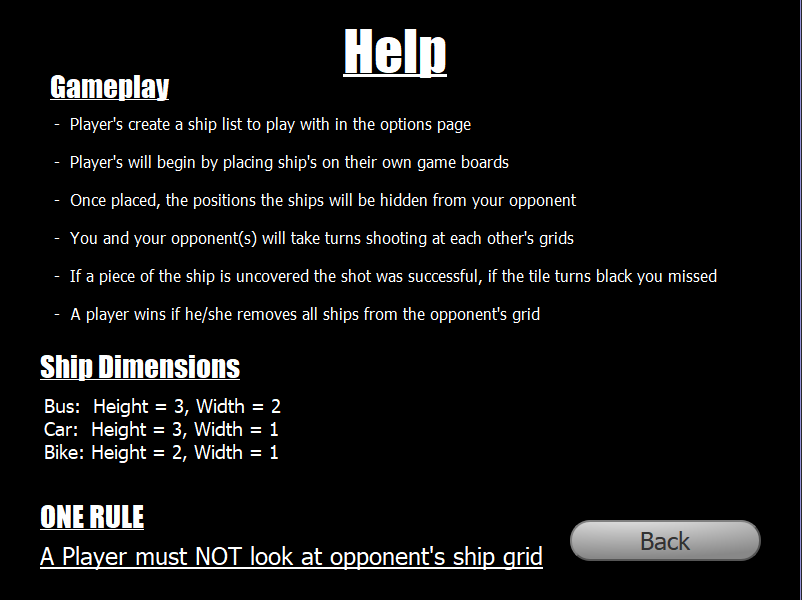 Help
Gameplay
- Player's create a ship list to play with in the options page
- Player's will begin by placing ship's on their own game boards
- Once placed, the positions the ships will be hidden from your opponent
- You and your opponent(s) will take turns shooting at each other's grids
- If a piece of the ship is uncovered the shot was successful, if the tile turns black you missed
- A player wins if he/she removes all ships from the opponent's grid
Ship Dimensions
Bus: Height = 3, Width = 2
Car: Height = 3, Width = 1
Bike: Height = 2, Width = 1
ONE RULE
A Player must NOT look at opponent's ship grid
Back